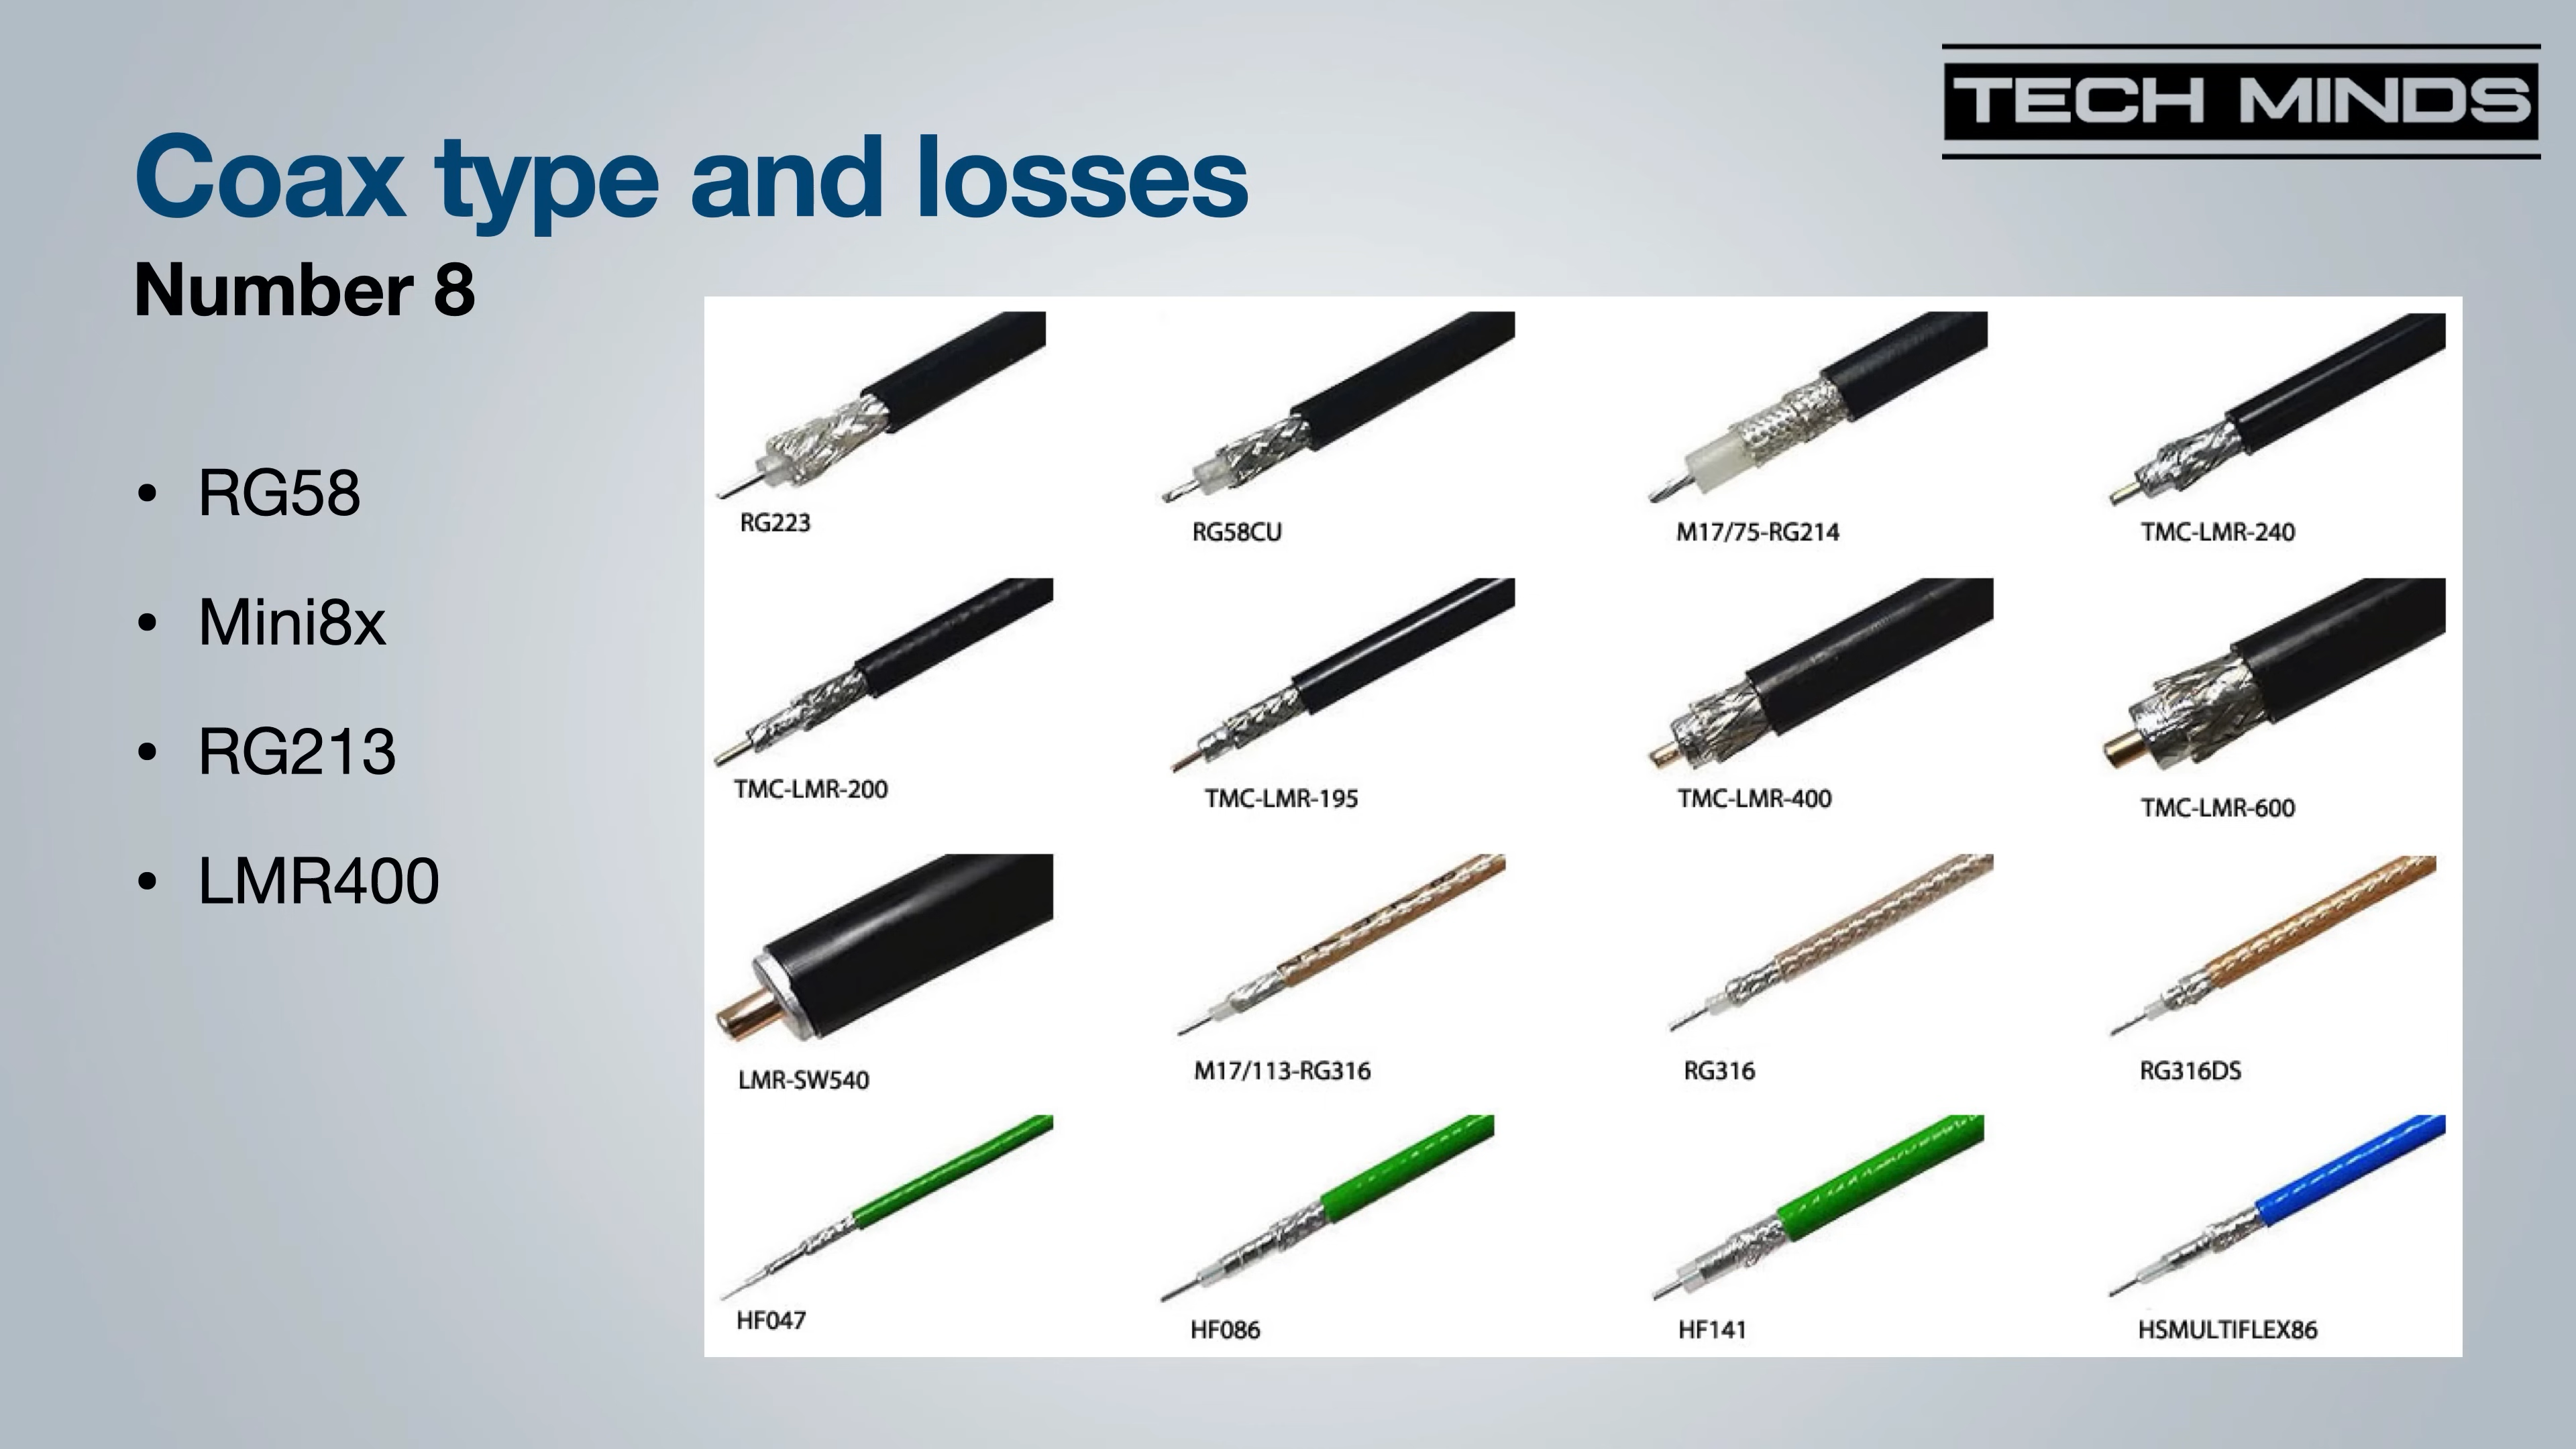 TECH MINDS
Coax type and losses
Number 8
• RG58
• Mini8x
• RG213
• LMR400
RG223
RG58CU
M17/75-RG214
TMC-LMR-240
TMC-LMR-200
TMC-LMR-195
TMC-LMR-400
TMC-LMR-600
LMR-SW540
M17/113-RG316
RG316
RG316DS
HF047
HF086
HF141
HSMULTIFLEX86